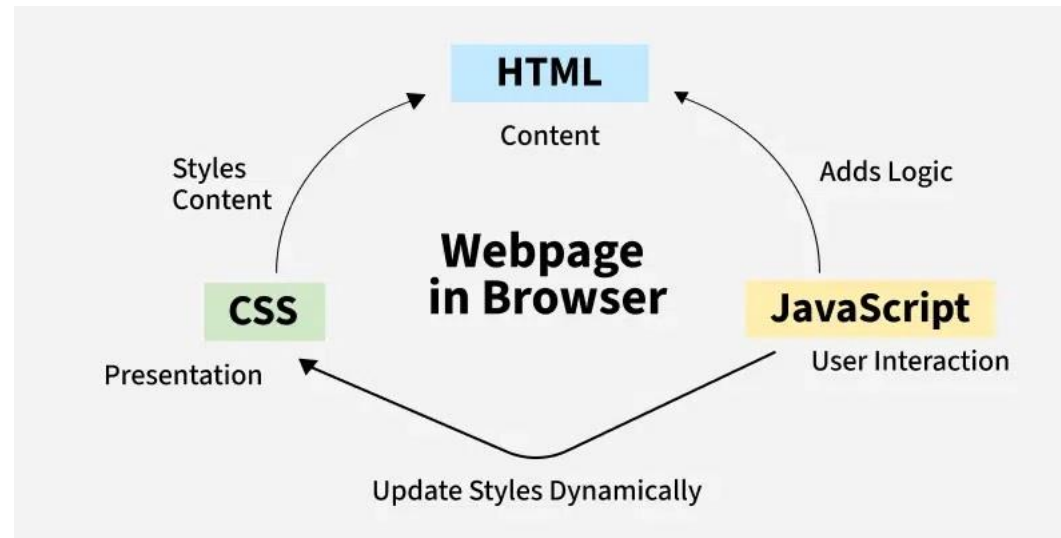 HTML
Content
Styles
Content
Adds Logic
Webpage
in Browser
CSS
JavaScript
Presentation
User Interaction
Update Styles Dynamically